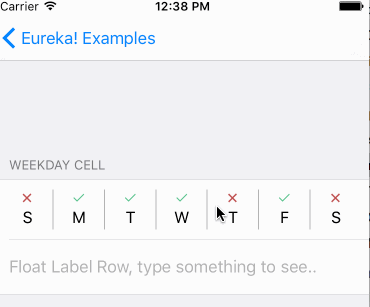 Carrier 12:38 PM
Eureka! Examples
WEEKDAY CELL
S M T W T F S
Float Label Row, type something to see..